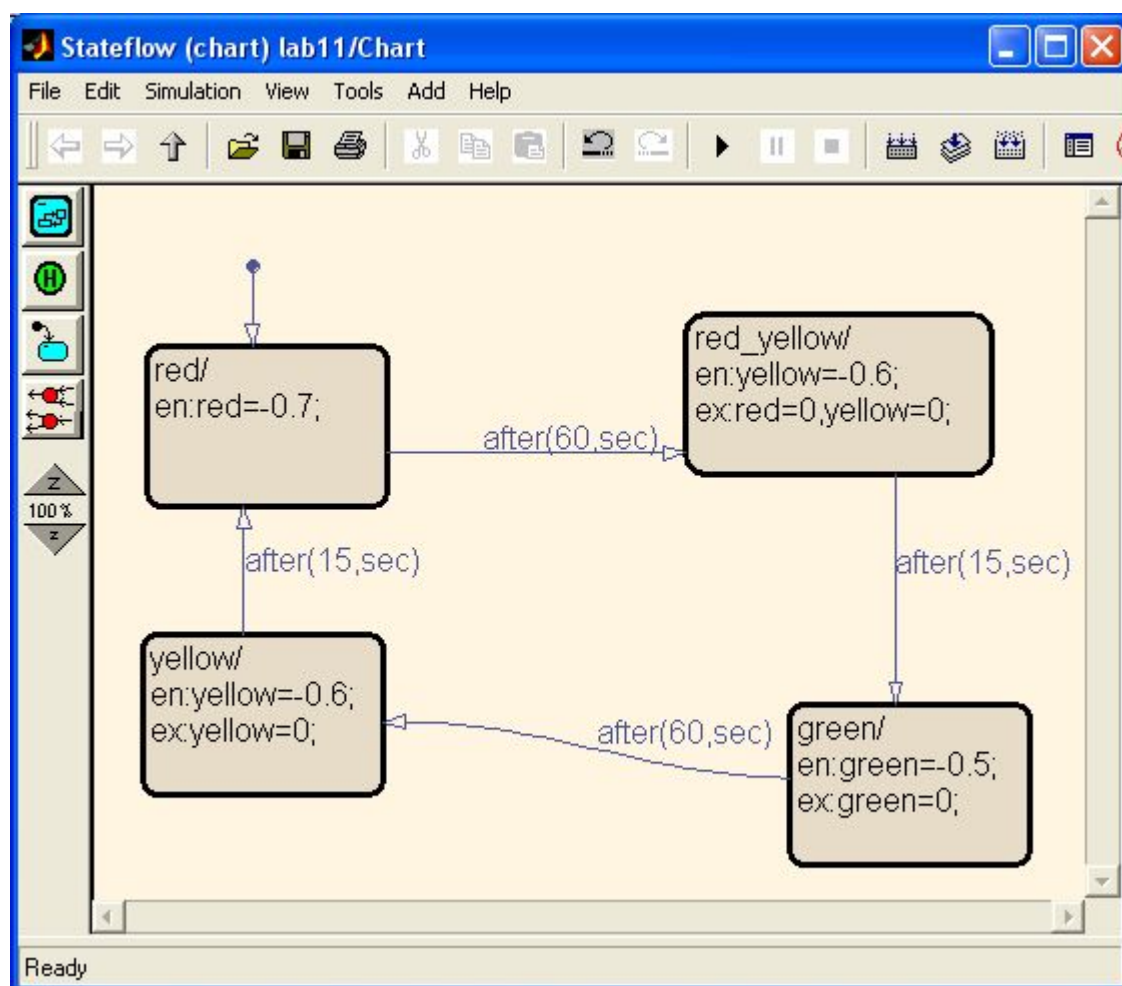 Stateflow (chart) lab11/Chart
File Edit Simulation View Tools Add Help
H
Z
100%
z
red/
en:red=-0.7;
after(60,sec)
red_yellow/
en:yellow=-0.6;
ex:red=0,yellow=0;
after(15,sec)
after(15,sec)
yellow/
en:yellow=-0.6;
ex:yellow=0;
after(60,sec)
green/
en:green=-0.5;
ex:green=0;
Ready